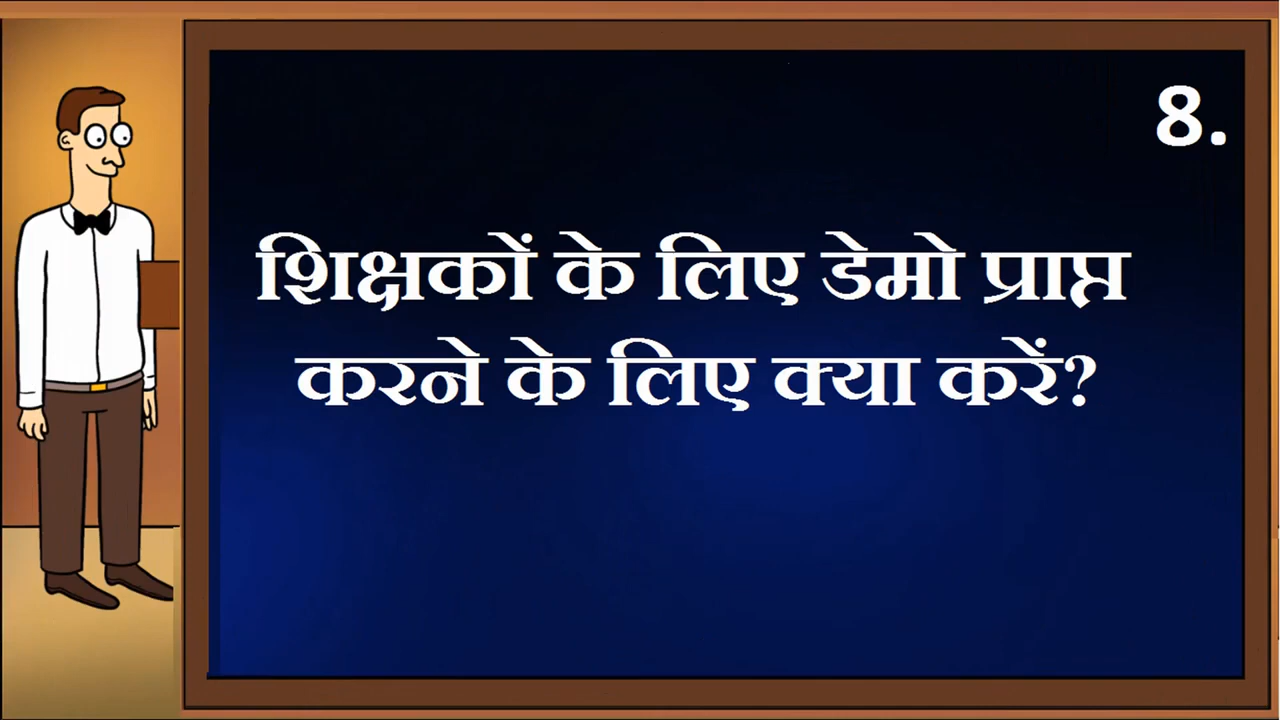 8.
शिक्षकों के लिए डेमो प्राप्त
करने के लिए क्या करें?